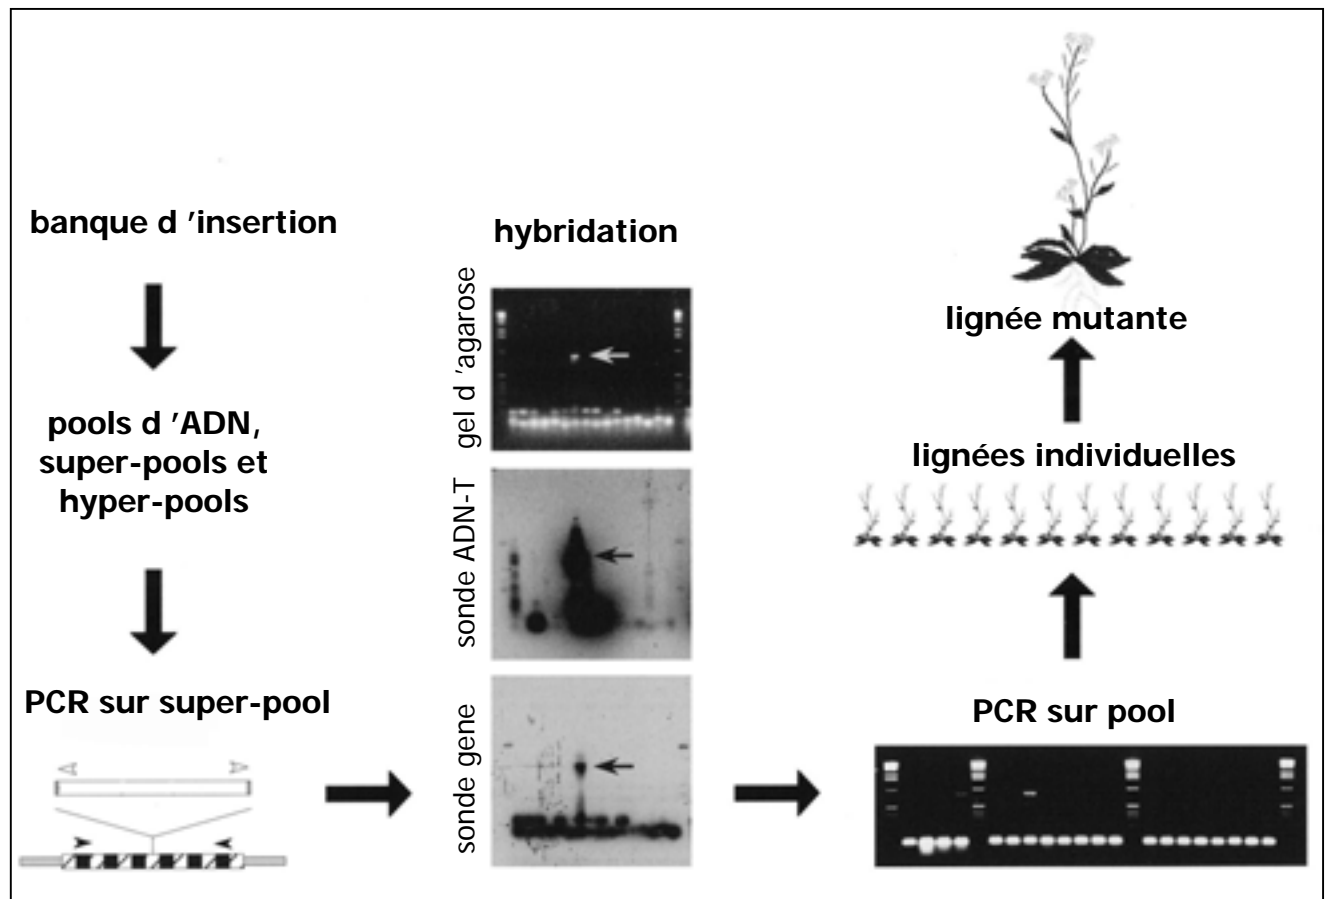 banque d ’insertion
pools d ’ADN,
super-pools et
hyper-pools
PCR sur super-pool
hybridation
gel d ’agarose
sonde ADN-T
sonde gene
lignée mutante
lignées individuelles
PCR sur pool